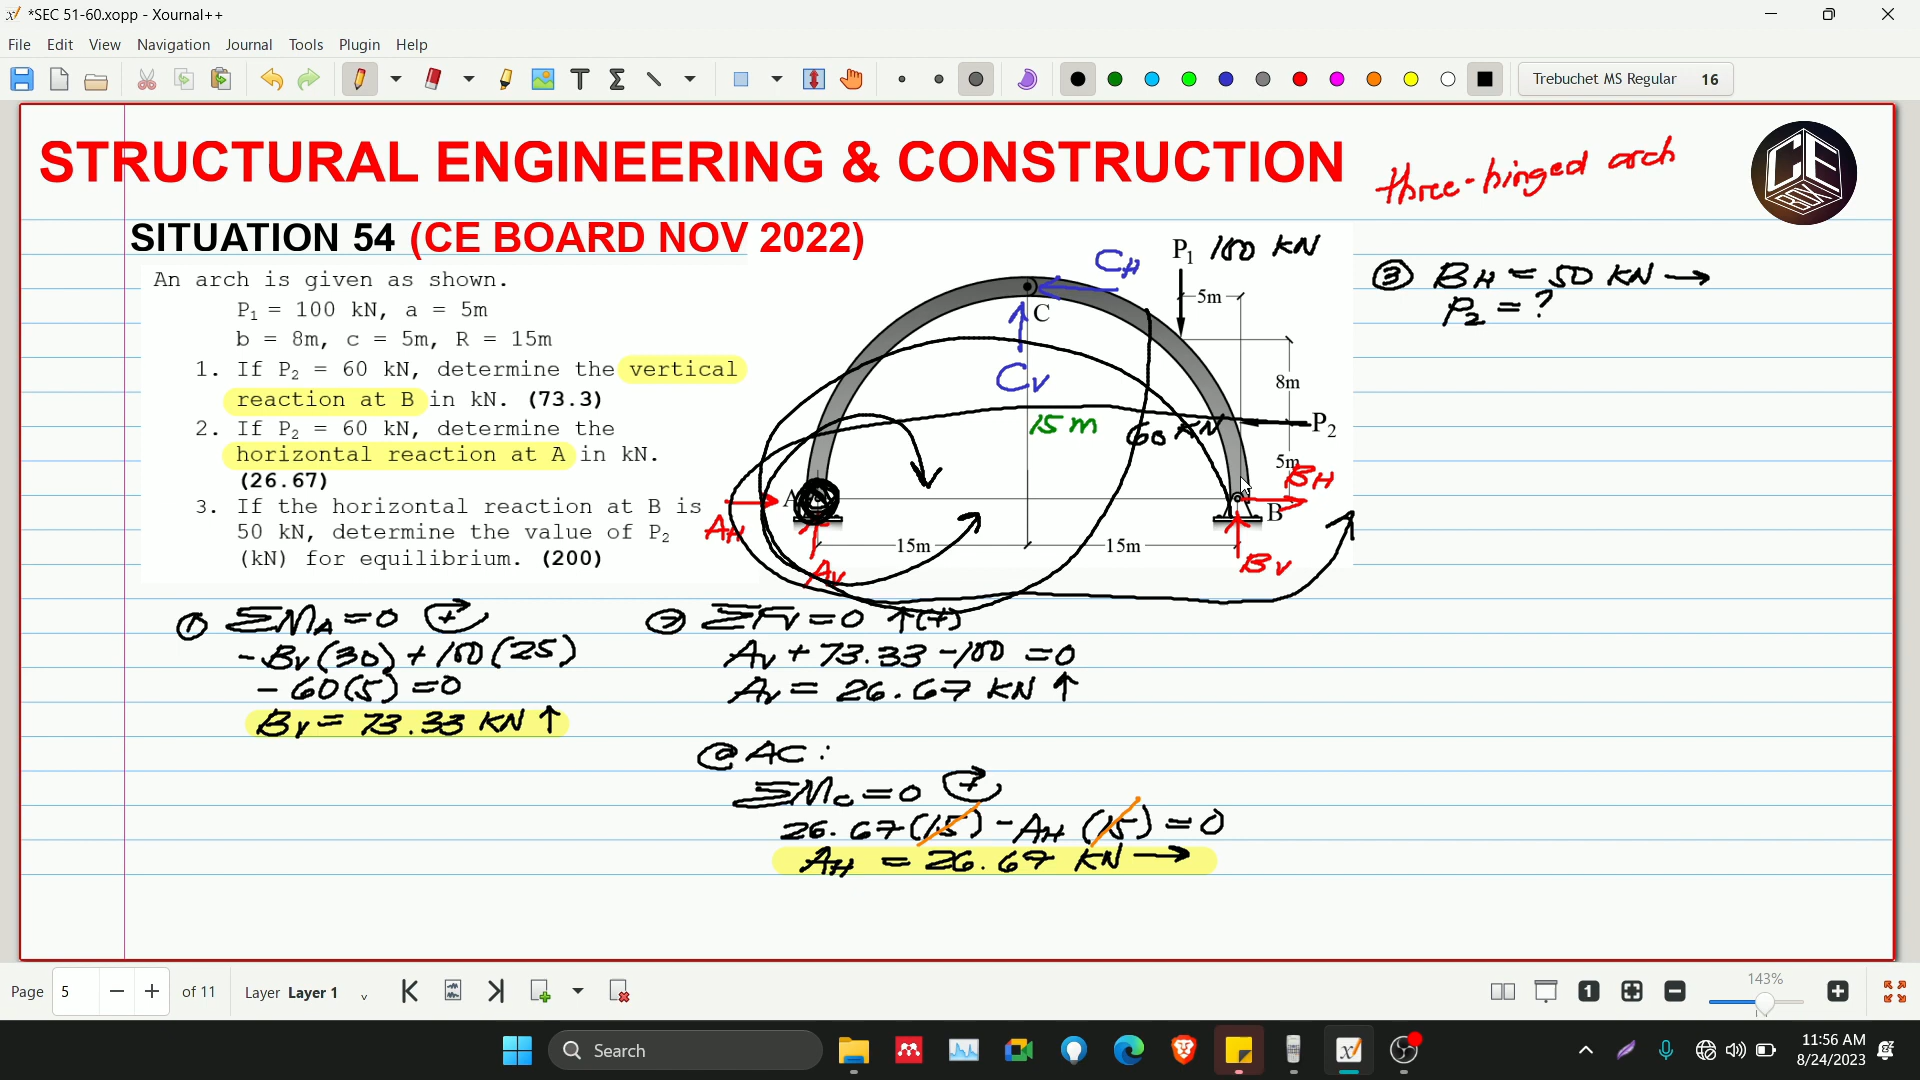 *SEC 51-60.xopp - Xournal++
File Edit View Navigation Journal Tools Plugin Help
Trebuchet MS Regular 16
STRUCTURAL ENGINEERING & CONSTRUCTION
three-hinged arch
CE
BOX
SITUATION 54 (CE BOARD NOV 2022)
An arch is given as shown.
P1 = 100 kN, a = 5m
b = 8m, c = 5m, R = 15m
1. If P2 = 60 kN, determine the vertical
reaction at B in kN. (73.3)
2. If P2 = 60 kN, determine the
horizontal reaction at A in kN.
(26.67)
3. If the horizontal reaction at B is
50 kN, determine the value of P2
(kN) for equilibrium. (200)
P1 100 KN
CH
5m
C
CV
8m
15 m
60 KN
P2
5m
BH
A
B
AH
15m
15m
AV
BV
③ BH = 50 KN →
P2 = ?
① ΣMA = 0 (+)
-BV(30) + 100(25)
- 60(5) = 0
BV = 73.33 KN ↑
② ΣFV = 0 ↑(+)
AV + 73.33 - 100 = 0
AV = 26.67 KN ↑
@ AC :
ΣMC = 0 (+)
26.67(15) - AH (15) = 0
AH = 26.67 KN →
Page 5 of 11 Layer Layer 1
143%
Search
11:56 AM
8/24/2023